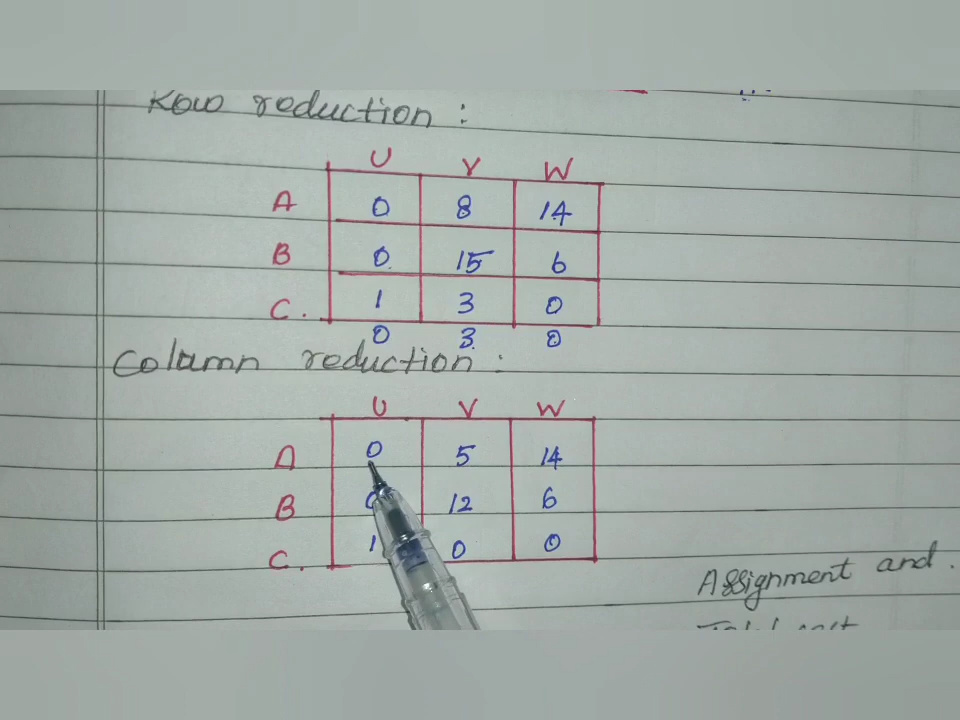 Row reduction :
U V W
A 0 8 14
B 0 15 6
C. 1 3 0
0 3 0
Column reduction :
U V W
A 0 5 14
B 0 12 6
C. 1 0 0
Assignment and